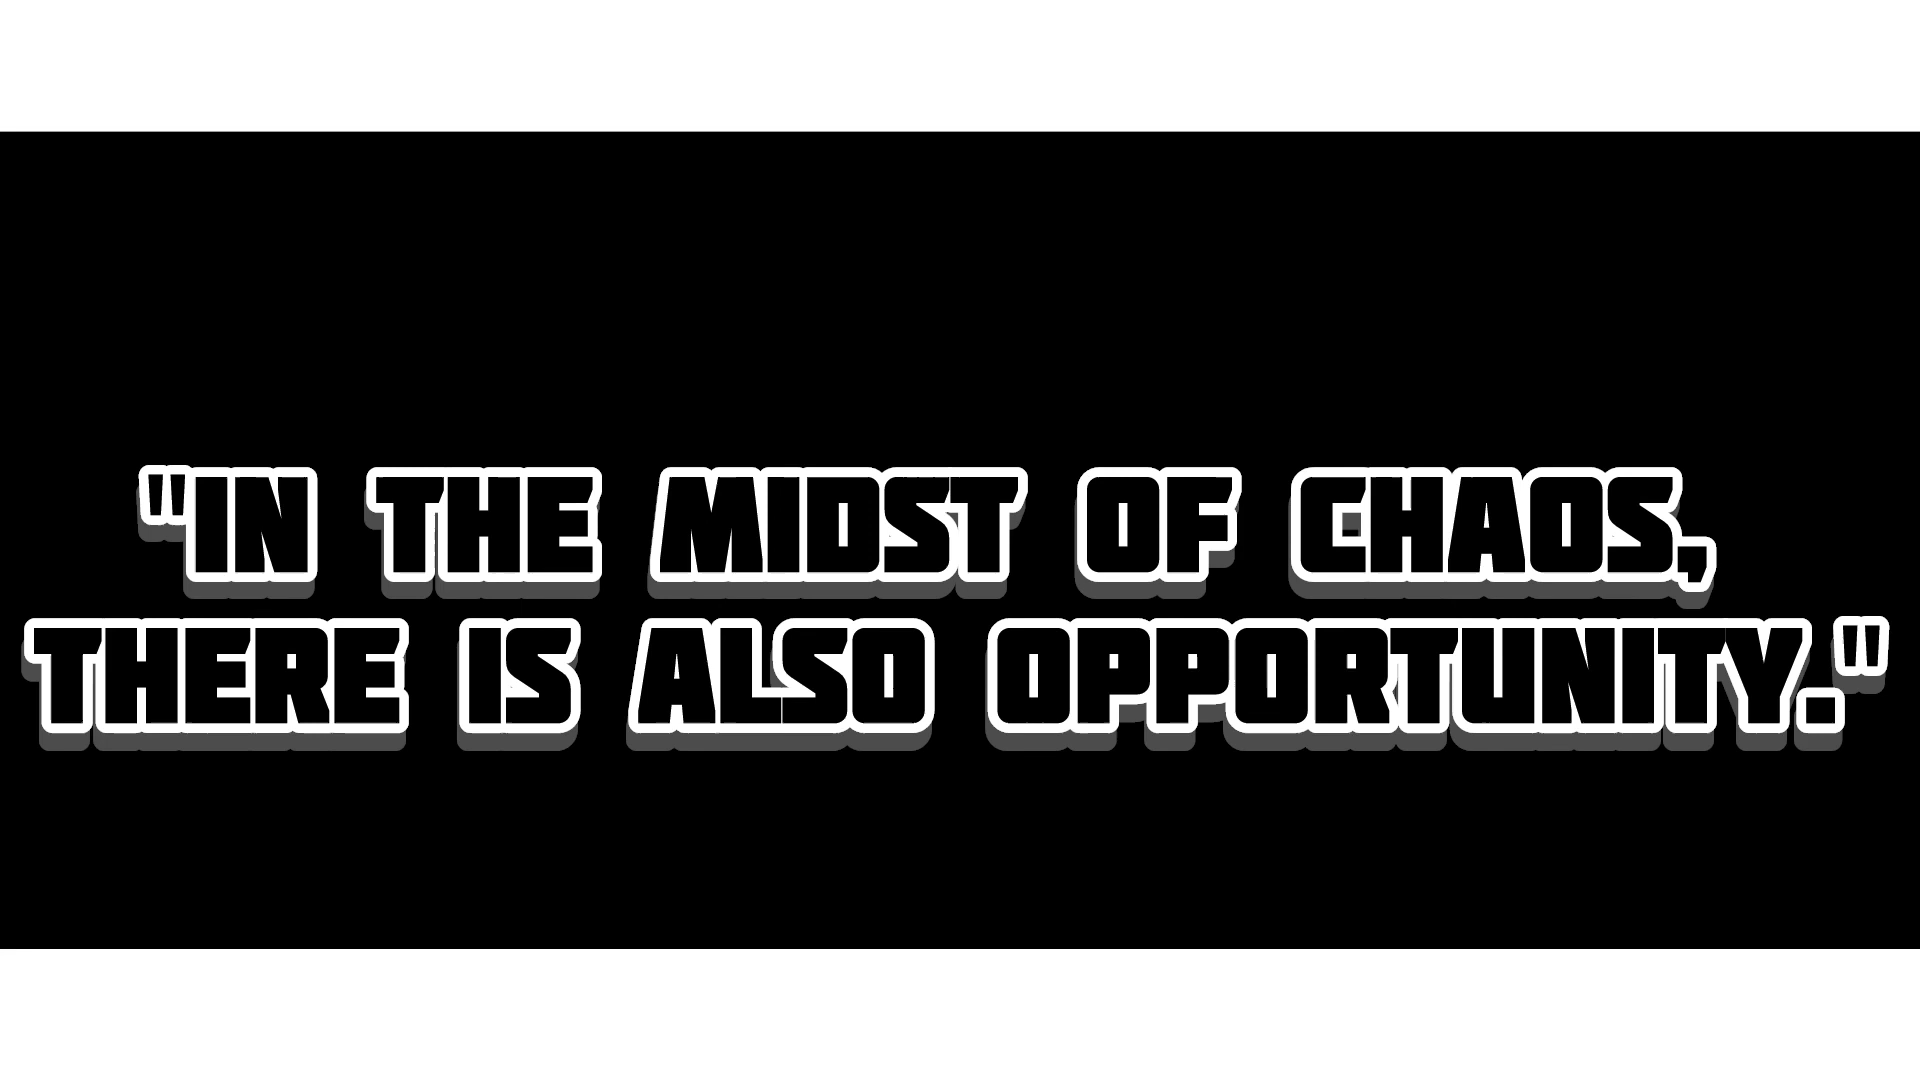 "IN THE MIDST OF CHAOS,
THERE IS ALSO OPPORTUNITY."